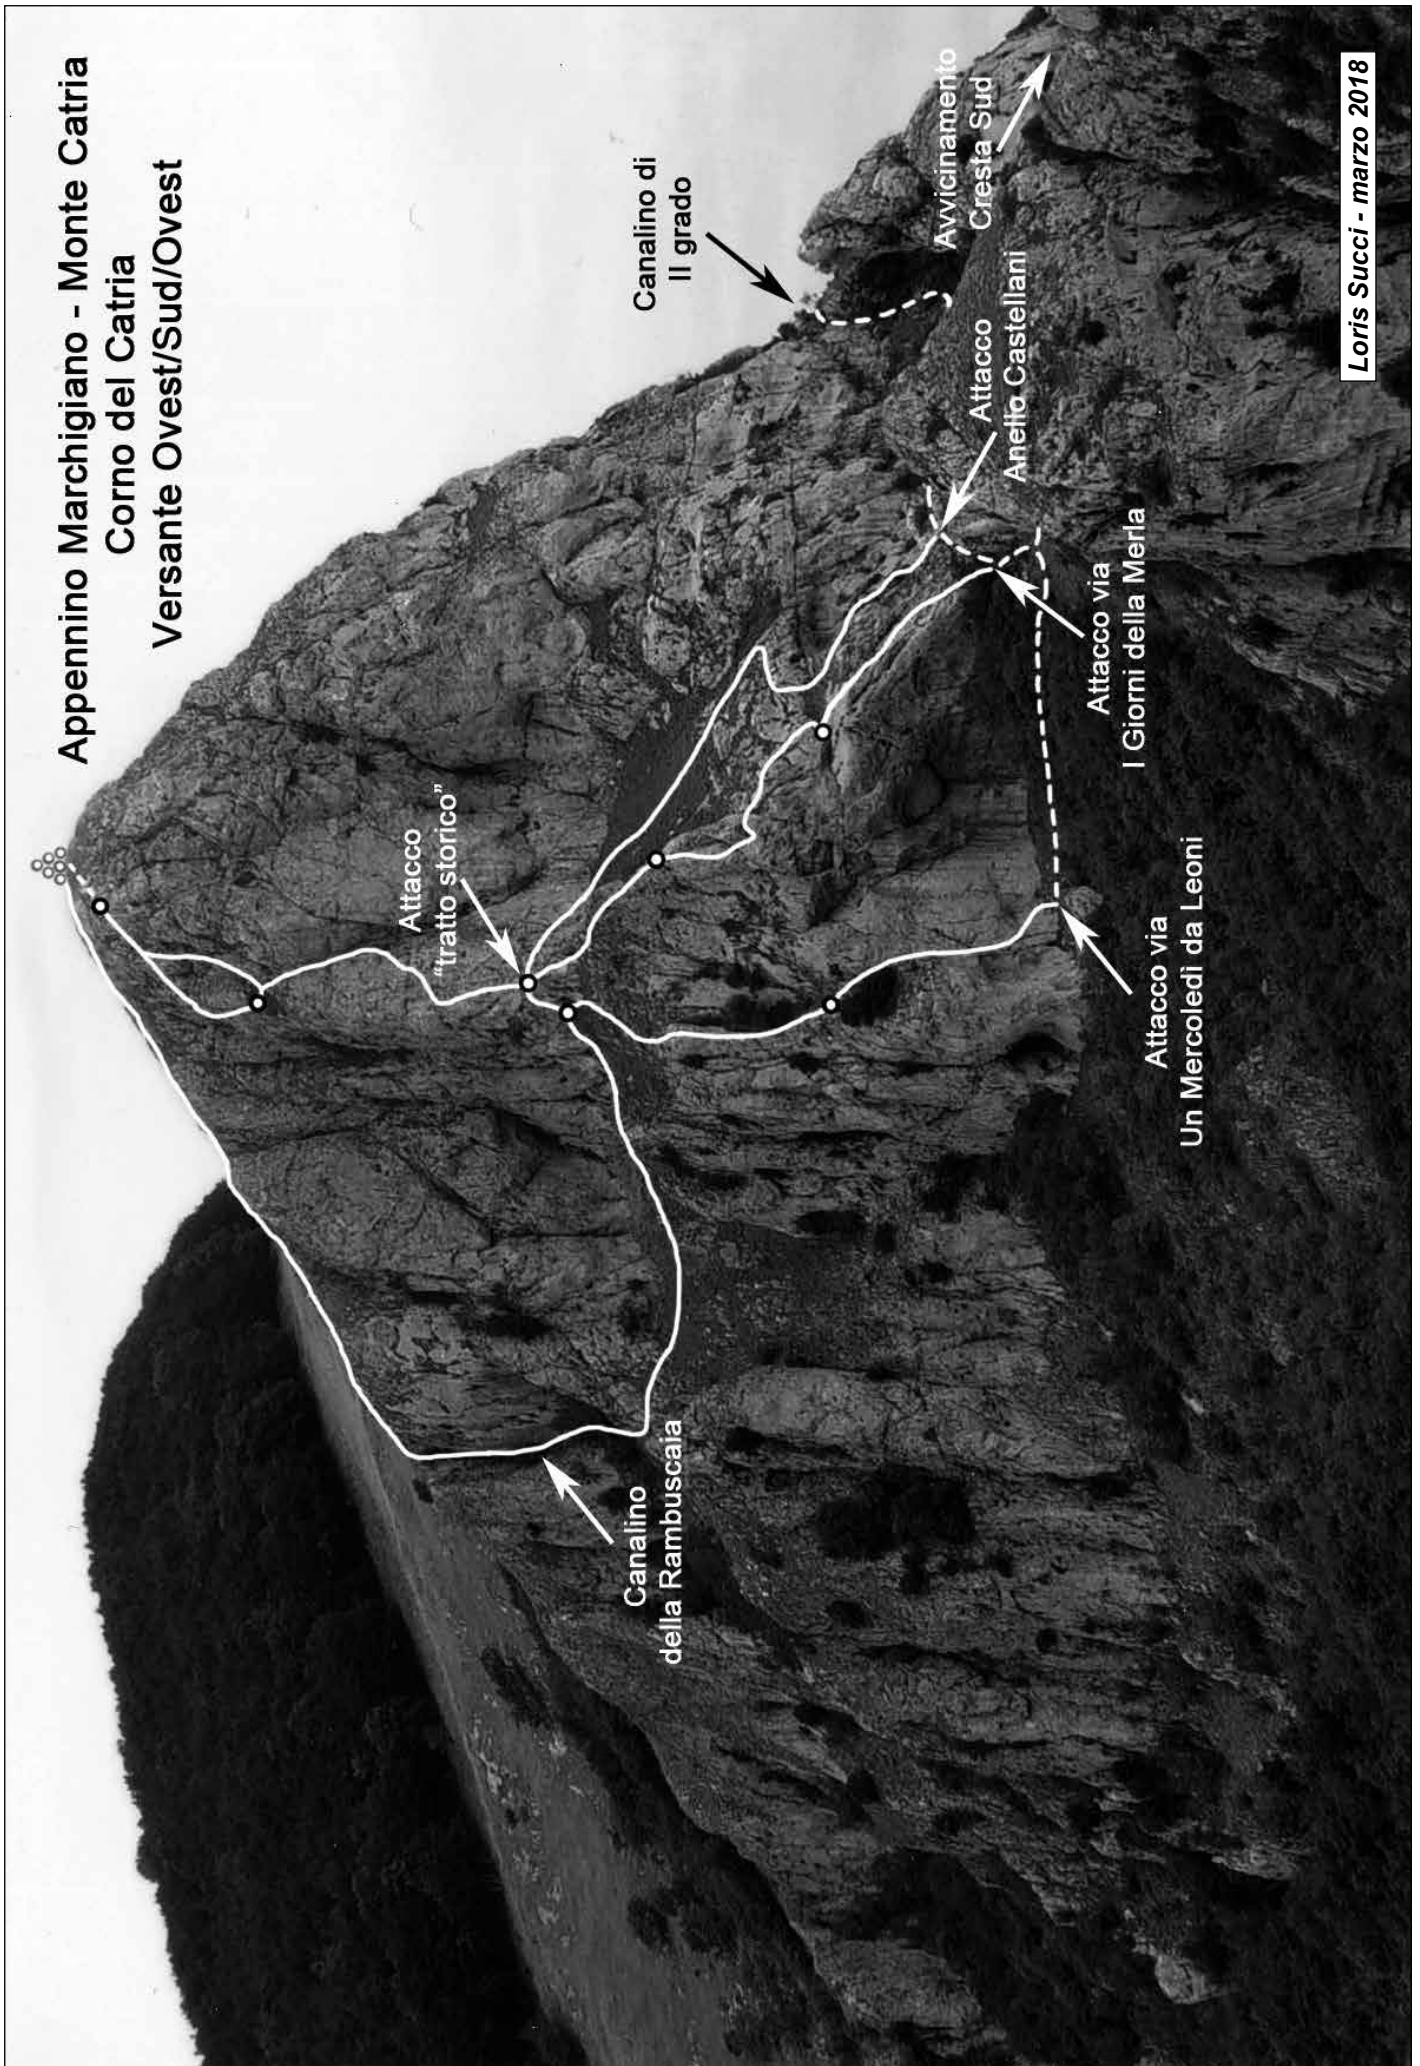 Appennino Marchigiano - Monte Catria
Corno del Catria
Versante Ovest/Sud/Ovest
Canalino di
II grado
Avvicinamento
Cresta Sud
Attacco
"tratto storico"
Attacco
Anello Castellani
Canalino
della Rambuscaia
Attacco via
I Giorni della Merla
Attacco via
Un Mercoledì da Leoni
Loris Succi - marzo 2018